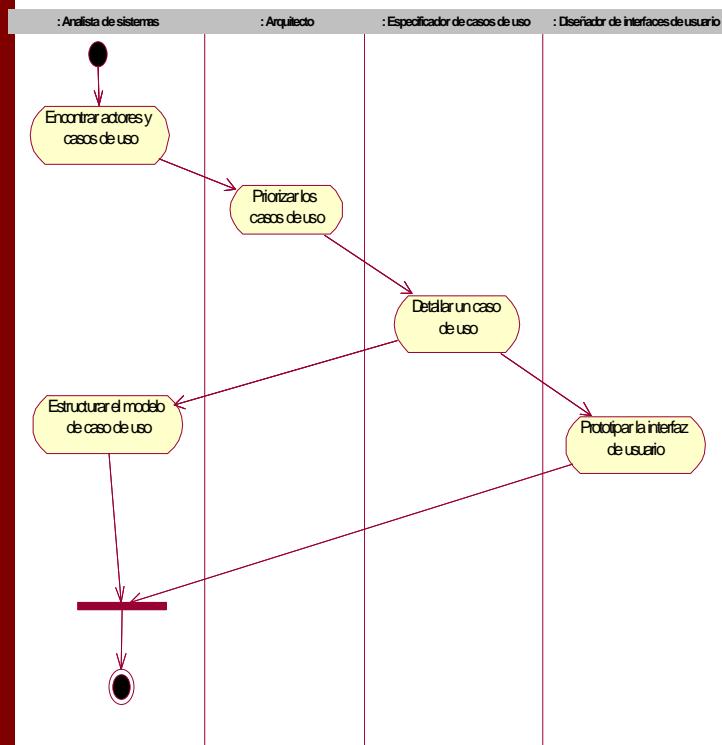 : Analista de sistemas
: Arquitecto
: Especificador de casos de uso
: Diseñador de interfaces de usuario
Encontrar actores y
casos de uso
Priorizar los
casos de uso
Detallar un caso
de uso
Estructurar el modelo
de caso de uso
Prototipar la interfaz
de usuario